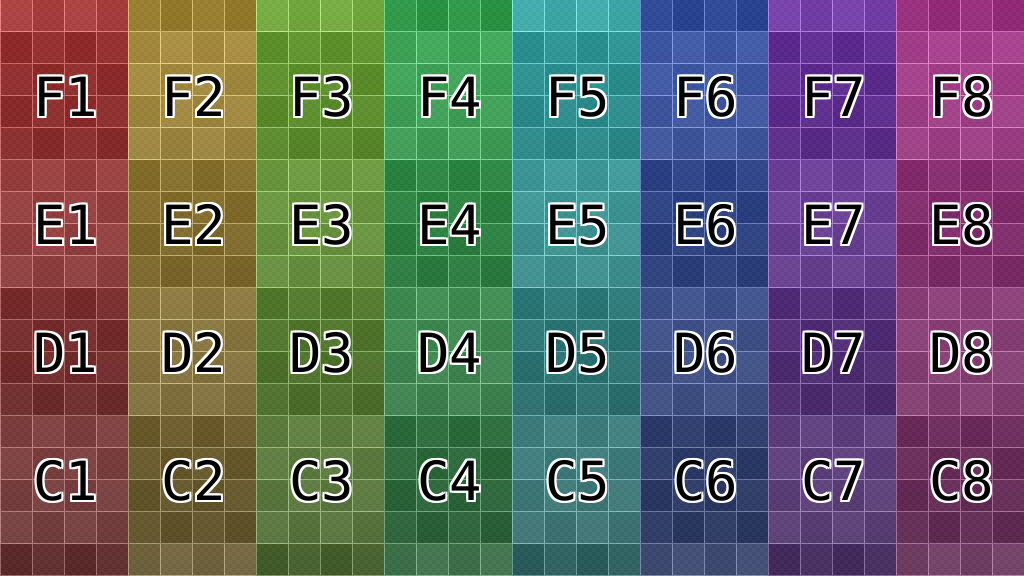 F1 F2 F3 F4 F5 F6 F7 F8
E1 E2 E3 E4 E5 E6 E7 E8
D1 D2 D3 D4 D5 D6 D7 D8
C1 C2 C3 C4 C5 C6 C7 C8